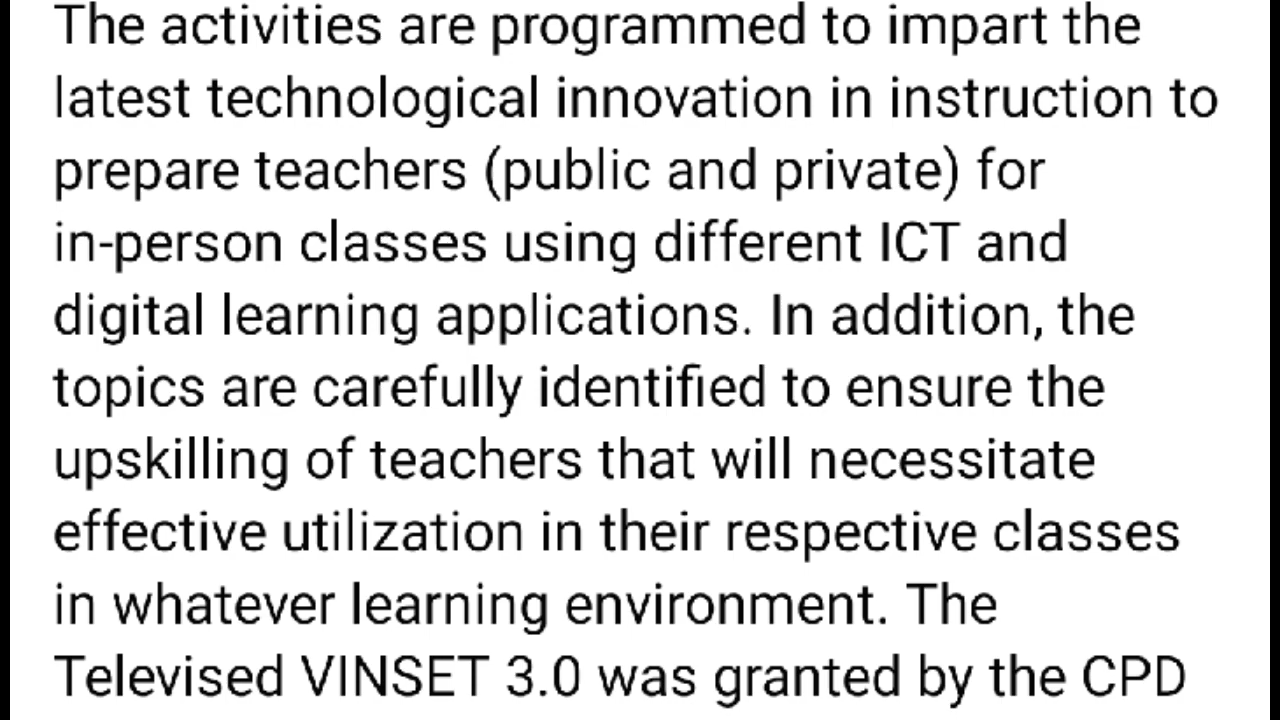 The activities are programmed to impart the
latest technological innovation in instruction to
prepare teachers (public and private) for
in-person classes using different ICT and
digital learning applications. In addition, the
topics are carefully identified to ensure the
upskilling of teachers that will necessitate
effective utilization in their respective classes
in whatever learning environment. The
Televised VINSET 3.0 was granted by the CPD